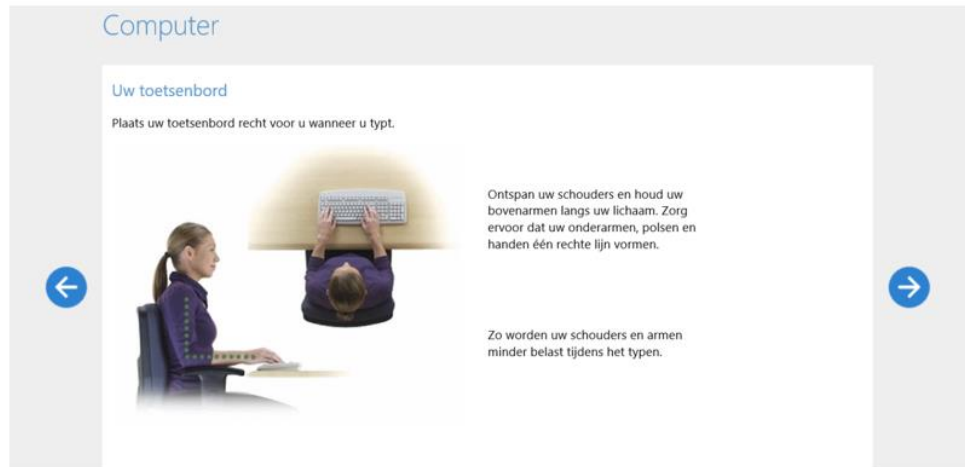 Computer
Uw toetsenbord
Plaats uw toetsenbord recht voor u wanneer u typt.
Ontspan uw schouders en houd uw
bovenarmen langs uw lichaam. Zorg
ervoor dat uw onderarmen, polsen en
handen één rechte lijn vormen.
Zo worden uw schouders en armen
minder belast tijdens het typen.